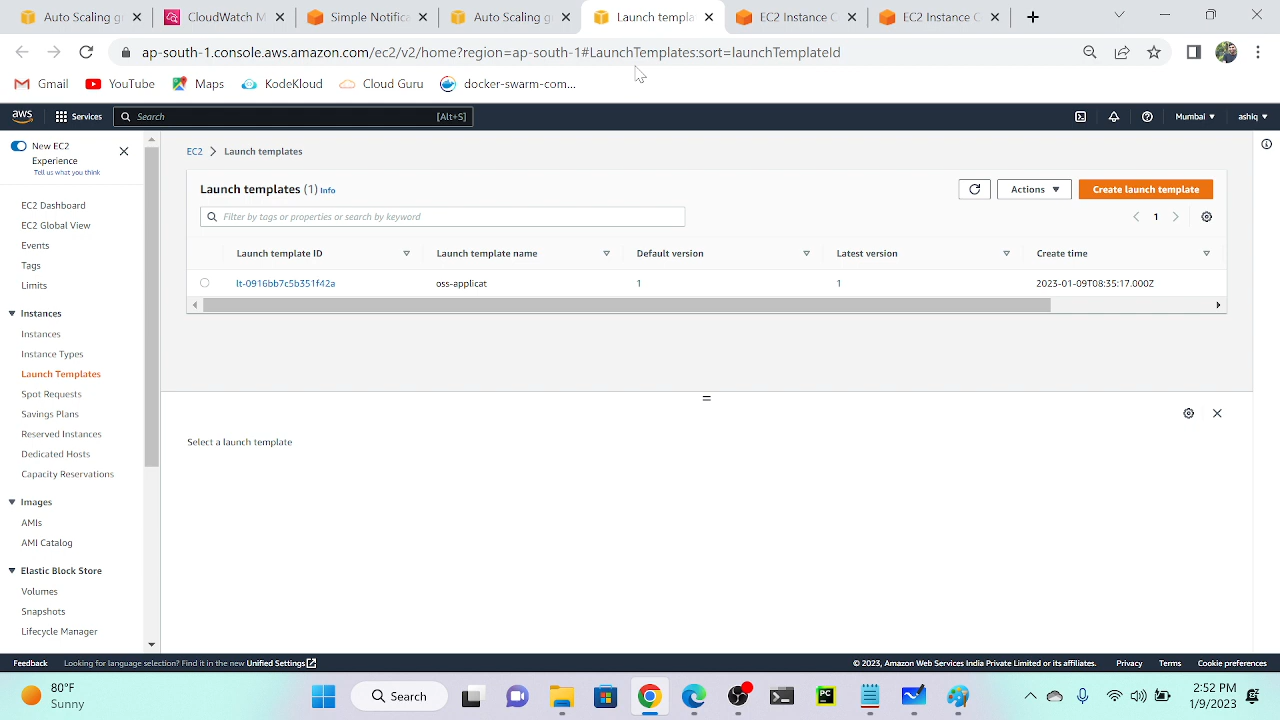 Auto Scaling g
CloudWatch M
Simple Notifica
Auto Scaling g
Launch templa
EC2 Instance C
EC2 Instance C
ap-south-1.console.aws.amazon.com/ec2/v2/home?region=ap-south-1#LaunchTemplates:sort=launchTemplateId
Gmail
YouTube
Maps
KodeKloud
Cloud Guru
docker-swarm-com...
aws
Services
Search
[Alt+S]
Mumbai
ashiq
New EC2
Experience
Tell us what you think
EC2 Dashboard
EC2 Global View
Events
Tags
Limits
Instances
Instances
Instance Types
Launch Templates
Spot Requests
Savings Plans
Reserved Instances
Dedicated Hosts
Capacity Reservations
Images
AMIs
AMI Catalog
Elastic Block Store
Volumes
Snapshots
Lifecycle Manager
EC2 > Launch templates
Launch templates (1) Info
Actions
Create launch template
Filter by tags or properties or search by keyword
1
Launch template ID
Launch template name
Default version
Latest version
Create time
lt-0916bb7c5b351f42a
oss-applicat
1
1
2023-01-09T08:35:17.000Z
Select a launch template
Feedback
Looking for language selection? Find it in the new Unified Settings
© 2023, Amazon Web Services India Private Limited or its affiliates.
Privacy
Terms
Cookie preferences
80°F
Sunny
Search
PC
2:52 PM
1/9/2023